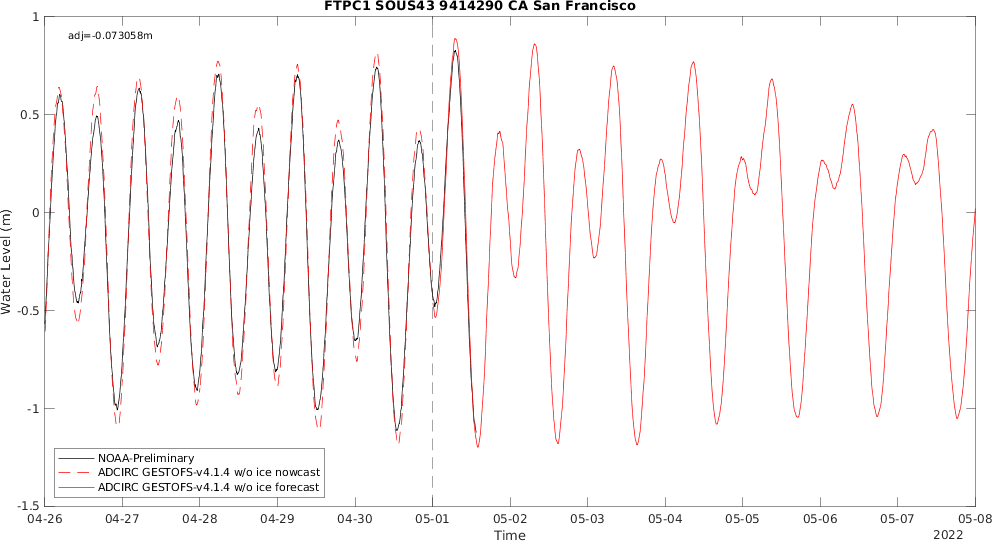 FTPC1 SOUS43 9414290 CA San Francisco
adj=-0.073058m
1
0.5
0
-0.5
-1
-1.5
Water Level (m)
NOAA-Preliminary
ADCIRC GESTOFS-v4.1.4 w/o ice nowcast
ADCIRC GESTOFS-v4.1.4 w/o ice forecast
04-26 04-27 04-28 04-29 04-30 05-01 05-02 05-03 05-04 05-05 05-06 05-07 05-08
Time
2022